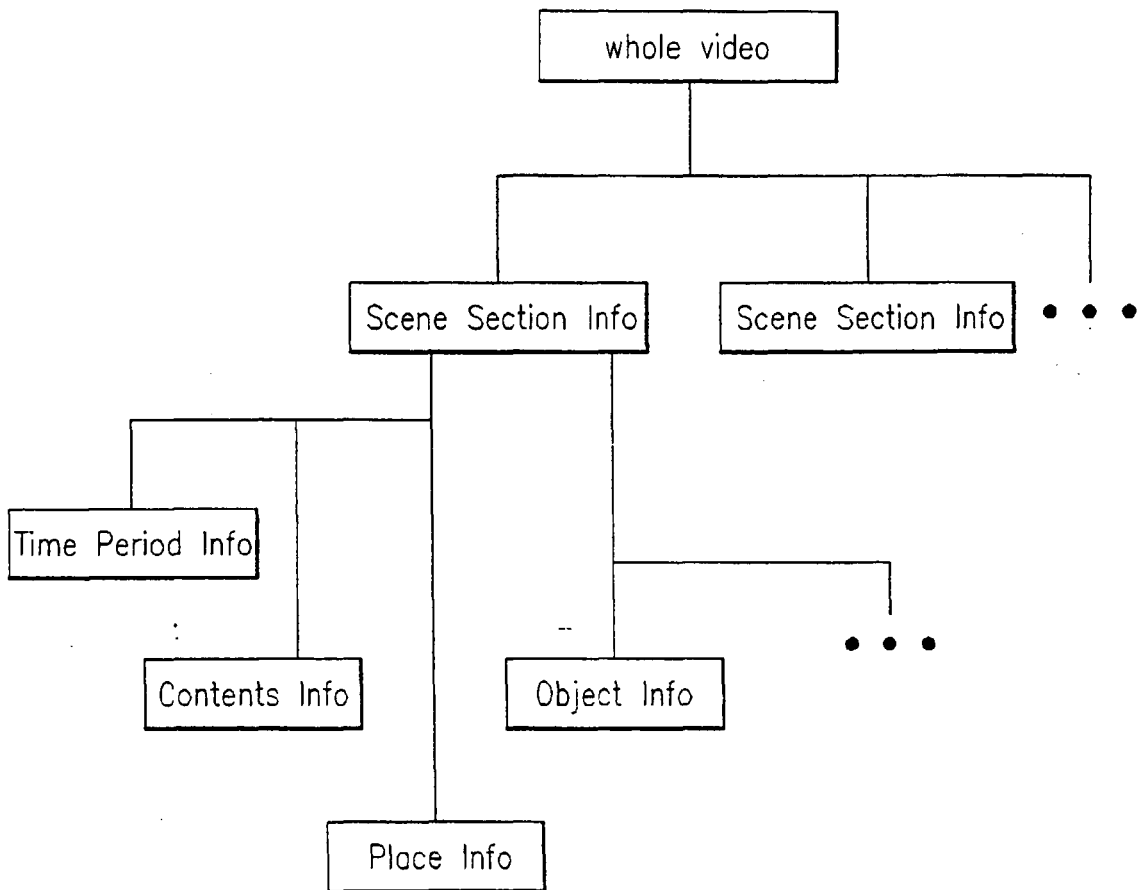 whole video
Scene Section Info
Scene Section Info
Time Period Info
Contents Info
Object Info
Place Info